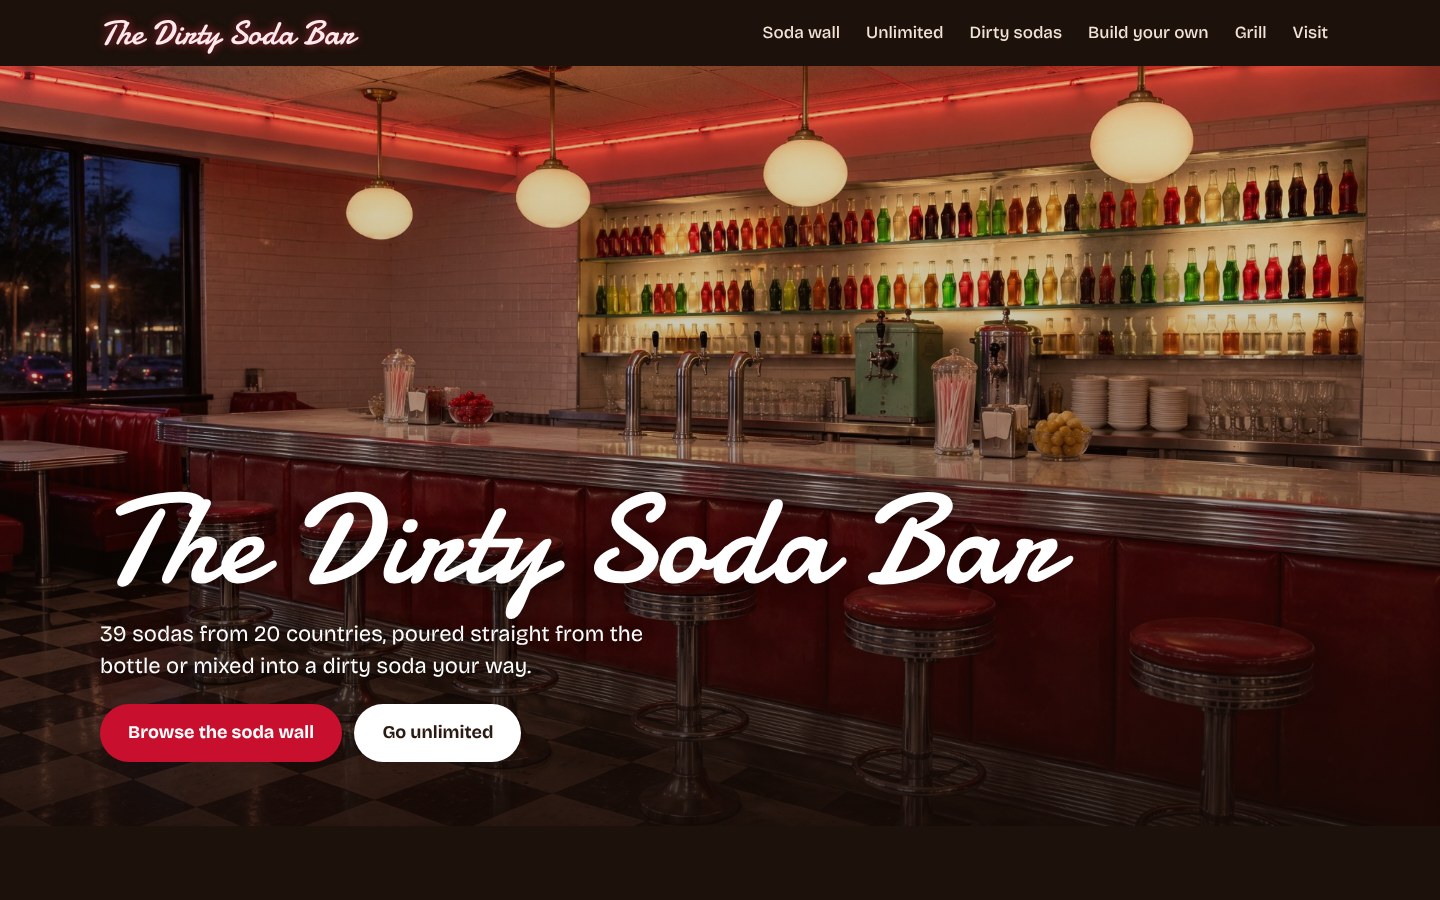 The Dirty Soda Bar
Soda wall
Unlimited
Dirty sodas
Build your own
Grill
Visit
The Dirty Soda Bar
39 sodas from 20 countries, poured straight from the
bottle or mixed into a dirty soda your way.
Browse the soda wall
Go unlimited